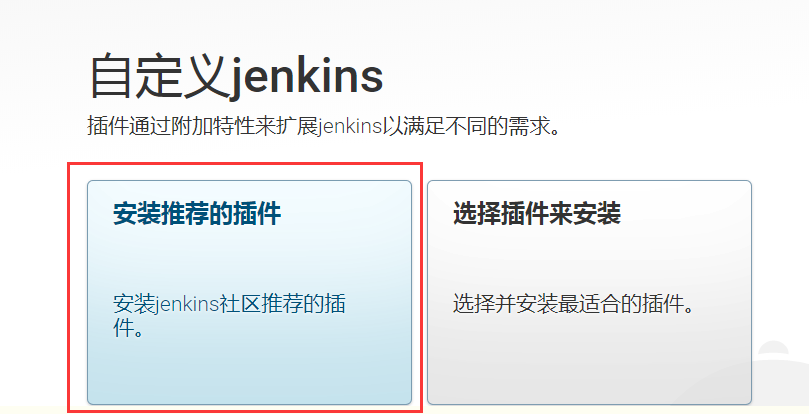 自定义jenkins
插件通过附加特性来扩展jenkins以满足不同的需求。
安装推荐的插件
安装jenkins社区推荐的插
件。
选择插件来安装
选择并安装最适合的插件。